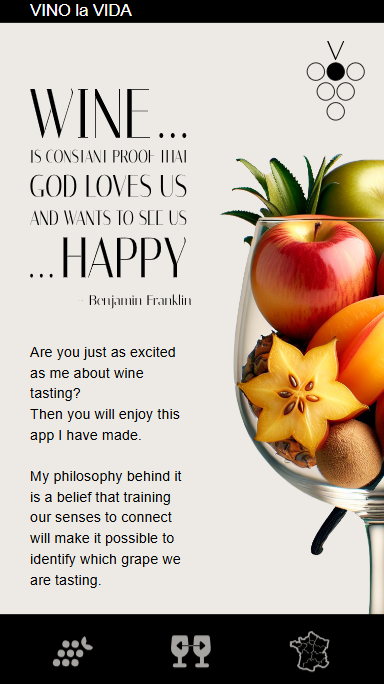 VINO la VIDA
WINE...
IS CONSTANT PROOF THAT
GOD LOVES US
AND WANTS TO SEE US
...HAPPY
– Benjamin Franklin
Are you just as excited
as me about wine
tasting?
Then you will enjoy this
app I have made.
My philosophy behind it
is a belief that training
our senses to connect
will make it possible to
identify which grape we
are tasting.